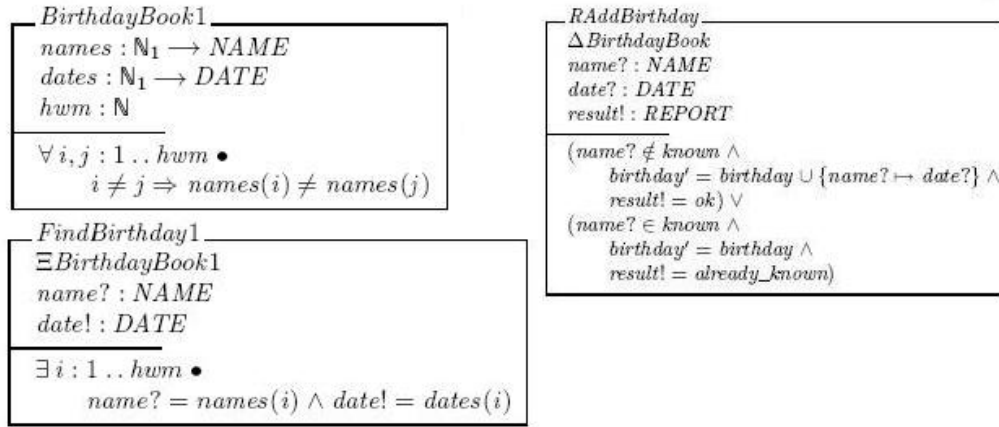 BirthdayBook1
names : ℕ₁ ⟶ NAME
dates : ℕ₁ ⟶ DATE
hwm : ℕ
∀ i, j : 1 .. hwm •
i ≠ j ⇒ names(i) ≠ names(j)
FindBirthday1
ΞBirthdayBook1
name? : NAME
date! : DATE
∃ i : 1 .. hwm •
name? = names(i) ∧ date! = dates(i)
RAddBirthday
ΔBirthdayBook
name? : NAME
date? : DATE
result! : REPORT
(name? ∉ known ∧
birthday′ = birthday ∪ {name? ↦ date?} ∧
result! = ok) ∨
(name? ∈ known ∧
birthday′ = birthday ∧
result! = already_known)